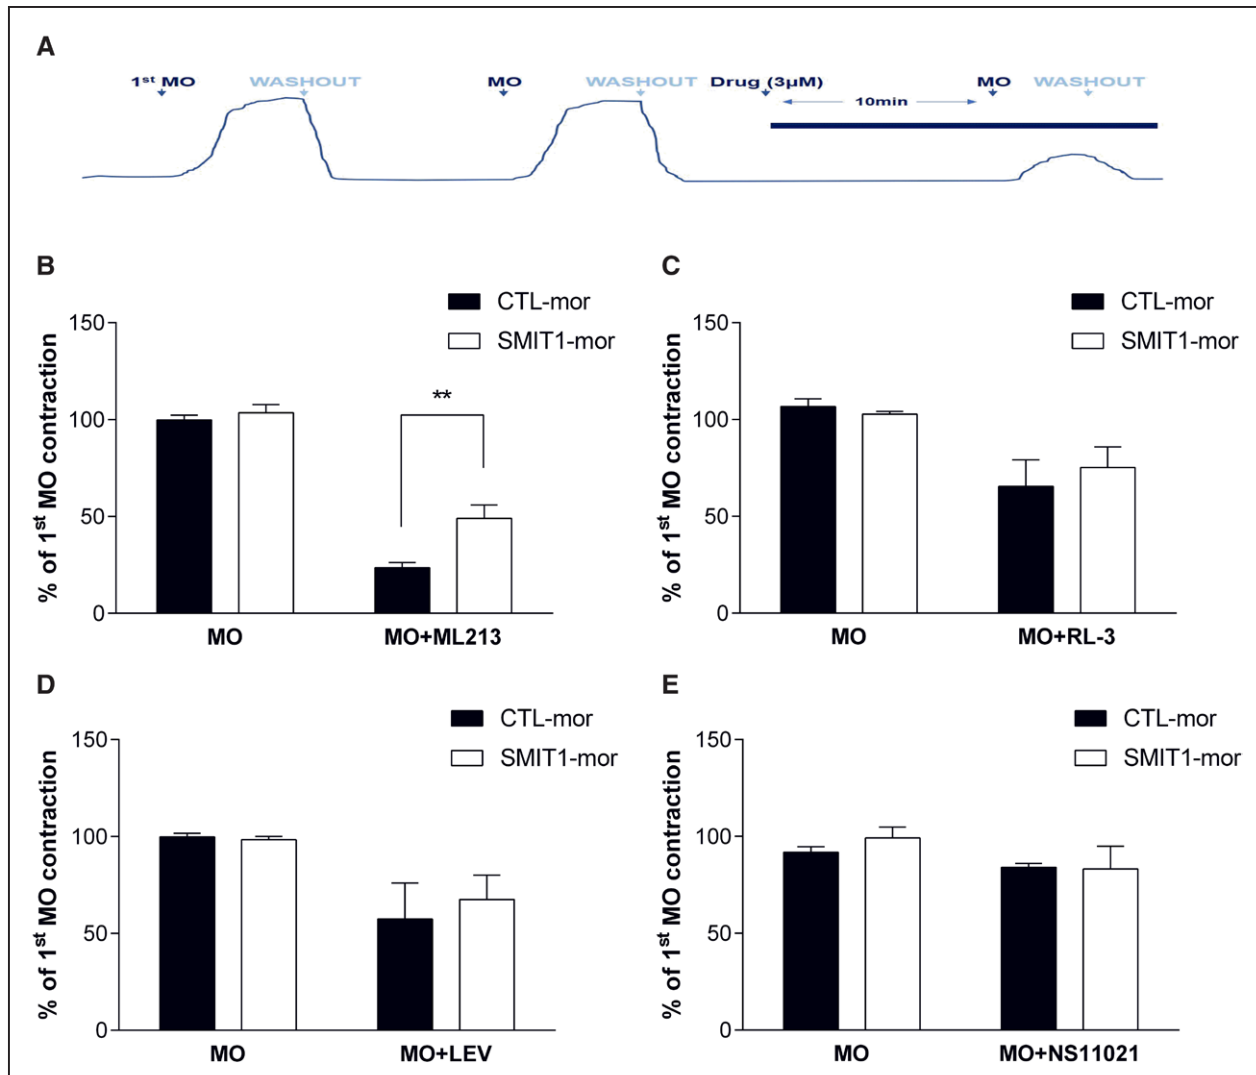 A
1st MO WASHOUT MO WASHOUT Drug (3µM) MO WASHOUT
10min
B
CTL-mor
SMIT1-mor
% of 1st MO contraction
150
100
50
0
**
MO MO+ML213
C
CTL-mor
SMIT1-mor
% of 1st MO contraction
150
100
50
0
MO MO+RL-3
D
CTL-mor
SMIT1-mor
% of 1st MO contraction
150
100
50
0
MO MO+LEV
E
CTL-mor
SMIT1-mor
% of 1st MO contraction
150
100
50
0
MO MO+NS11021